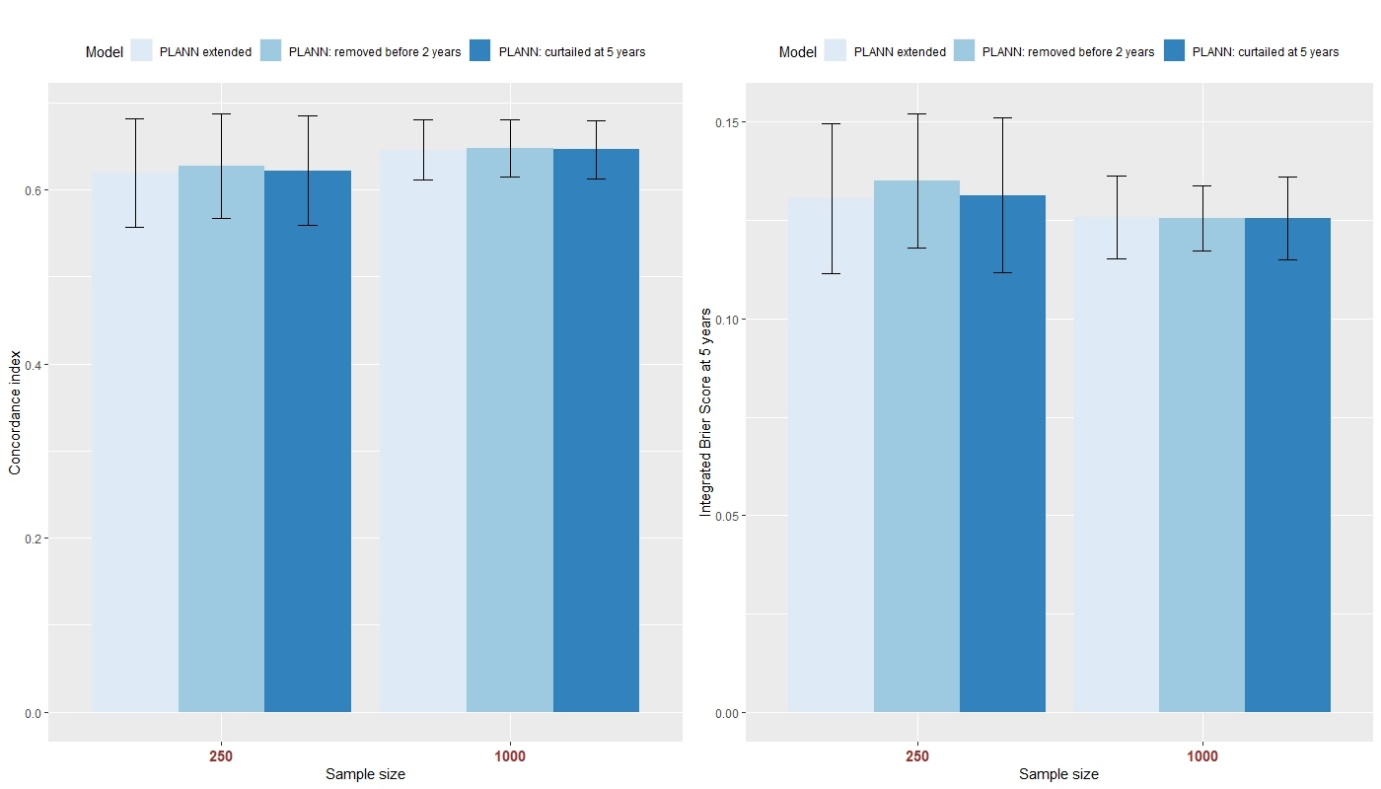 Model PLANN extended PLANN: removed before 2 years PLANN: curtailed at 5 years
Concordance index
0.6
0.4
0.2
0.0
250 1000
Sample size
Model PLANN extended PLANN: removed before 2 years PLANN: curtailed at 5 years
Integrated Brier Score at 5 years
0.15
0.10
0.05
0.00
250 1000
Sample size